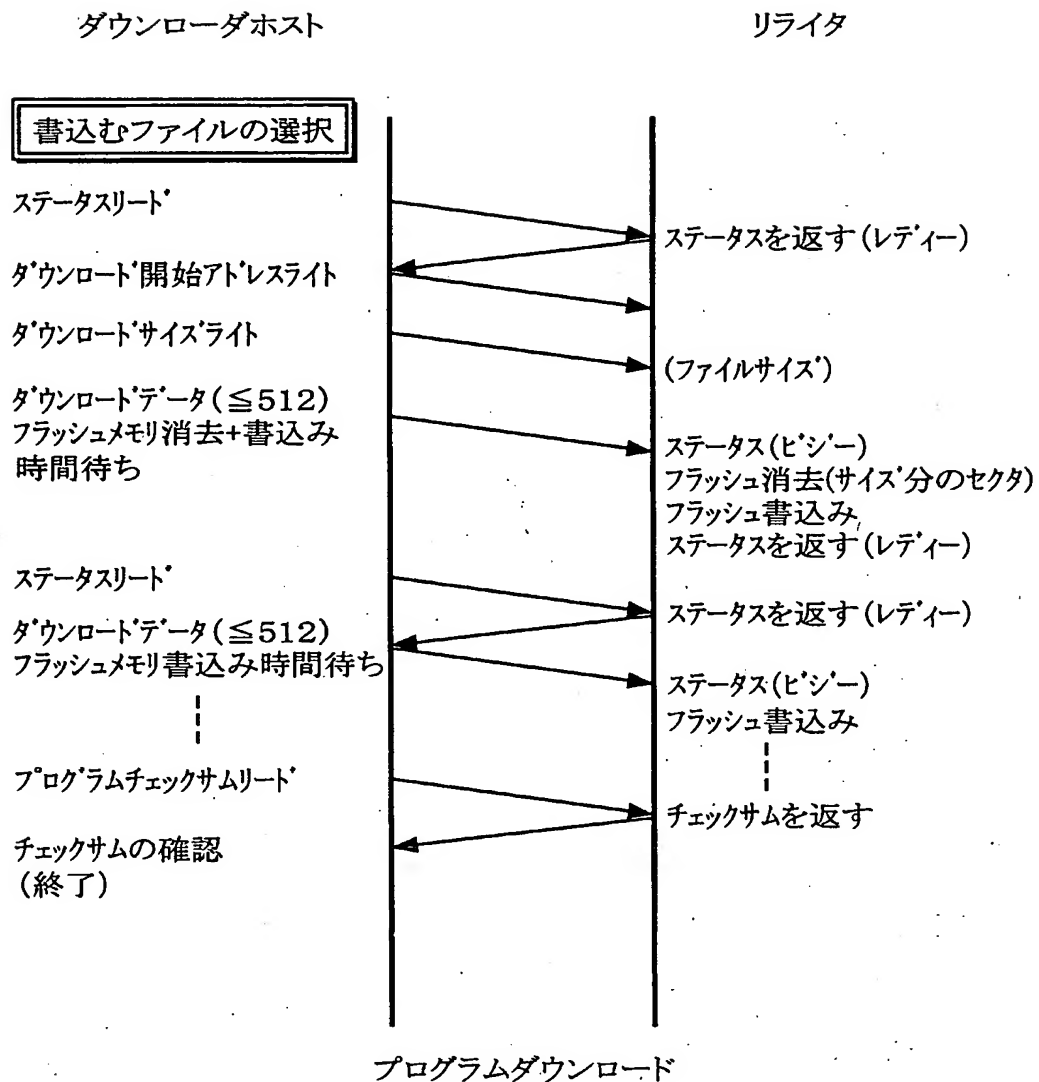 ダウンローダホスト
リライタ
書込むファイルの選択
ステータスリード
ステータスを返す(レディー)
ダウンロード開始アドレスライト
ダウンロードサイズライト
(ファイルサイズ)
ダウンロードデータ(≦512)
フラッシュメモリ消去+書込み
時間待ち
ステータス(ビジー)
フラッシュ消去(サイズ分のセクタ)
フラッシュ書込み
ステータスを返す(レディー)
ステータスリード
ステータスを返す(レディー)
ダウンロードデータ(≦512)
フラッシュメモリ書込み時間待ち
ステータス(ビジー)
フラッシュ書込み
プログラムチェックサムリード
チェックサムを返す
チェックサムの確認
(終了)
プログラムダウンロード